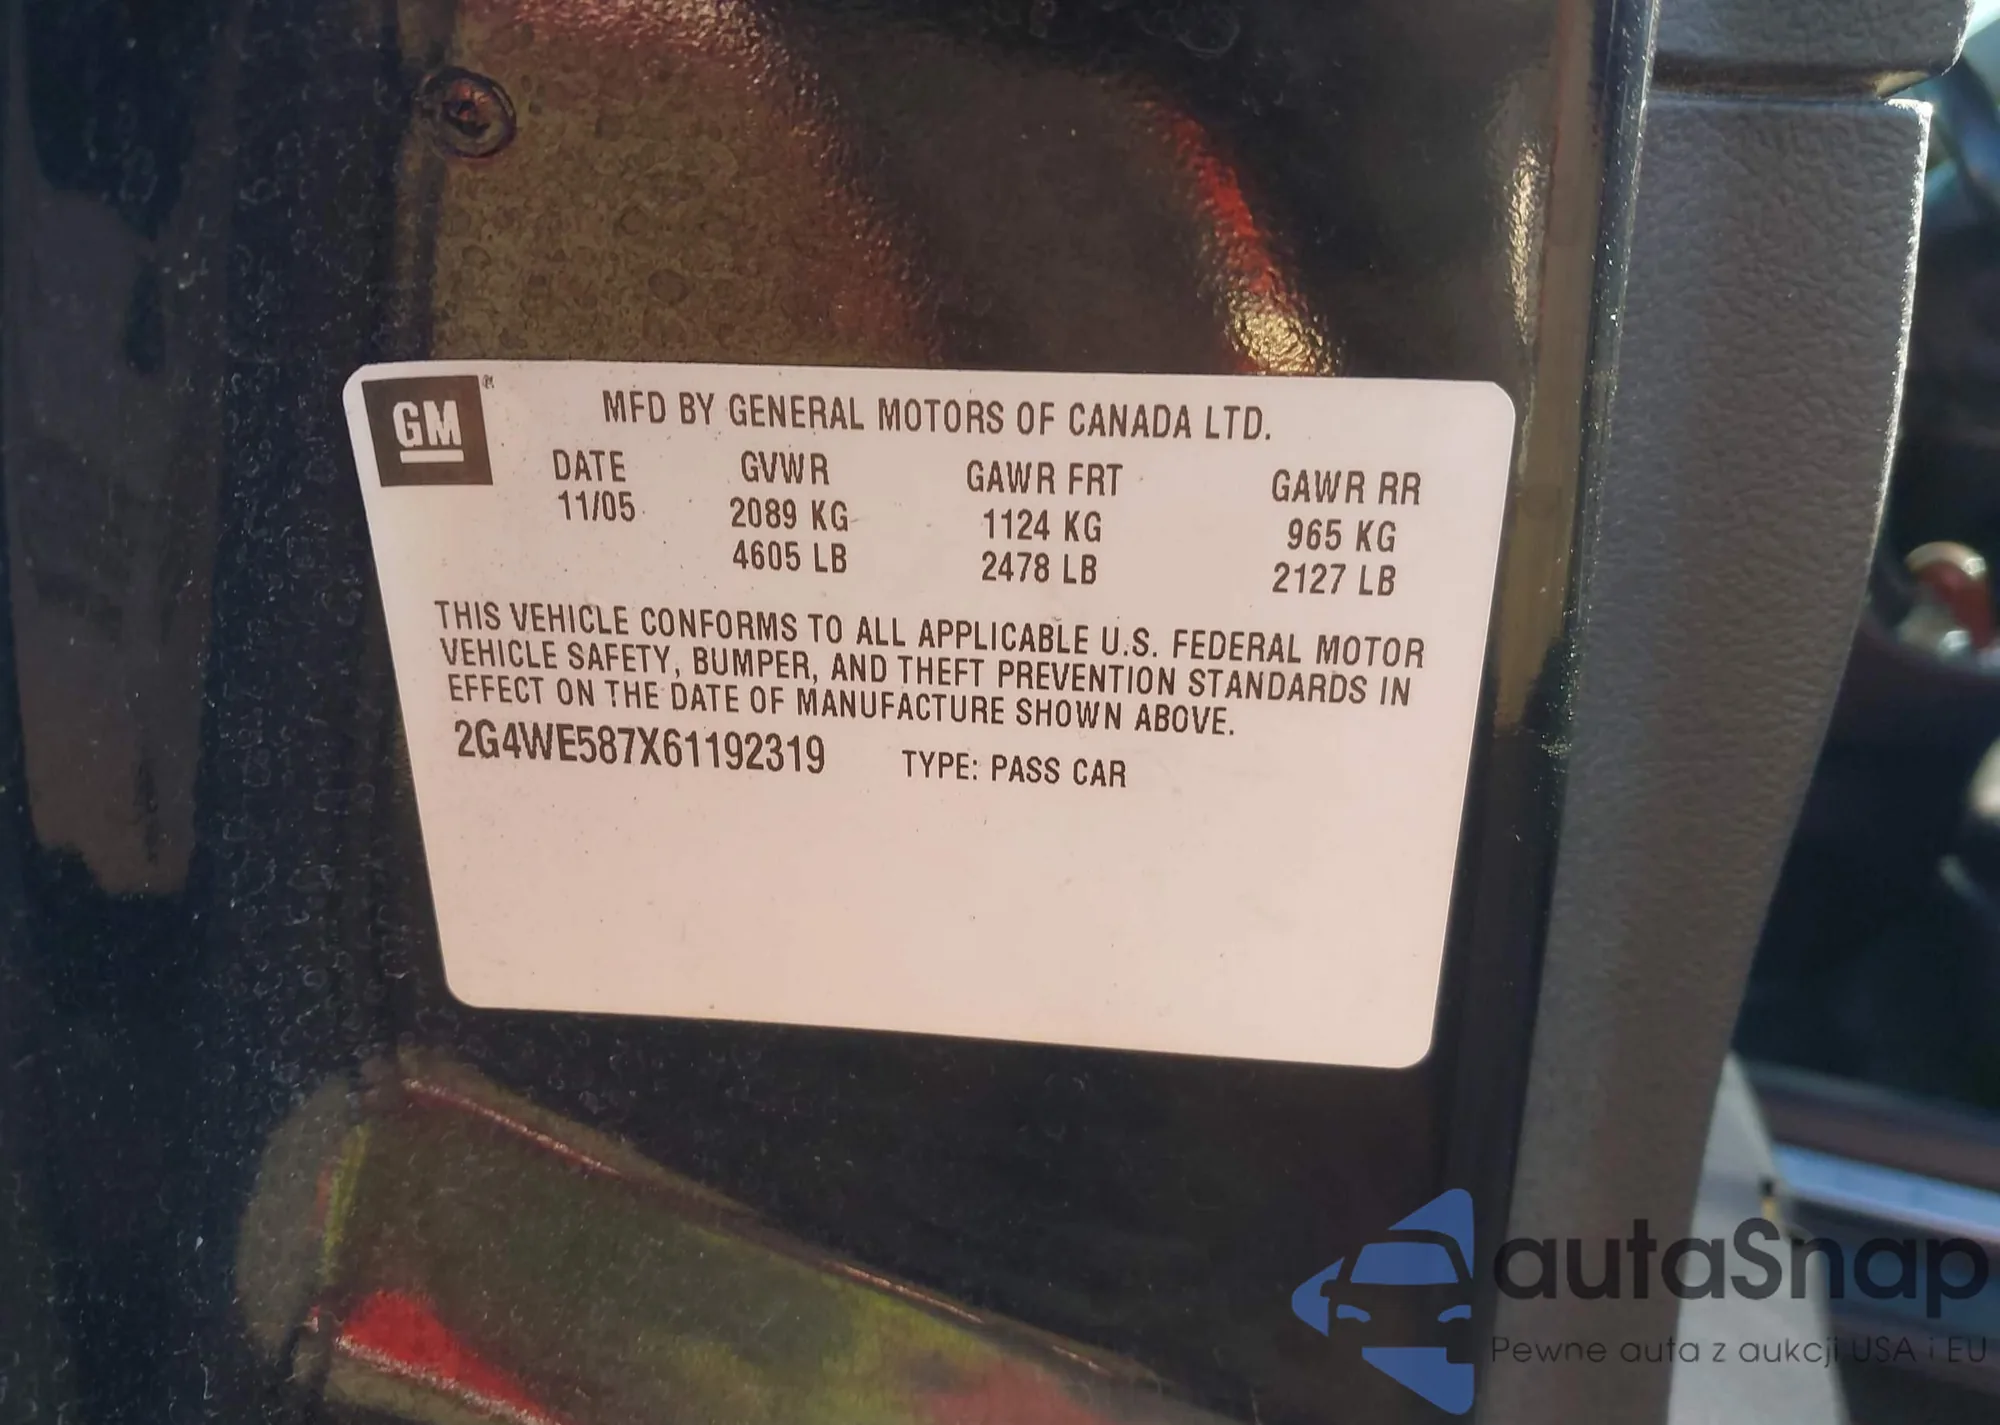 GM ®
MFD BY GENERAL MOTORS OF CANADA LTD.
DATE GVWR GAWR FRT GAWR RR
11/05 2089 KG 1124 KG 965 KG
4605 LB 2478 LB 2127 LB
THIS VEHICLE CONFORMS TO ALL APPLICABLE U.S. FEDERAL MOTOR
VEHICLE SAFETY, BUMPER, AND THEFT PREVENTION STANDARDS IN
EFFECT ON THE DATE OF MANUFACTURE SHOWN ABOVE.
2G4WE587X61192319 TYPE: PASS CAR
autaSnap
Pewne auta z aukcji USA i EU